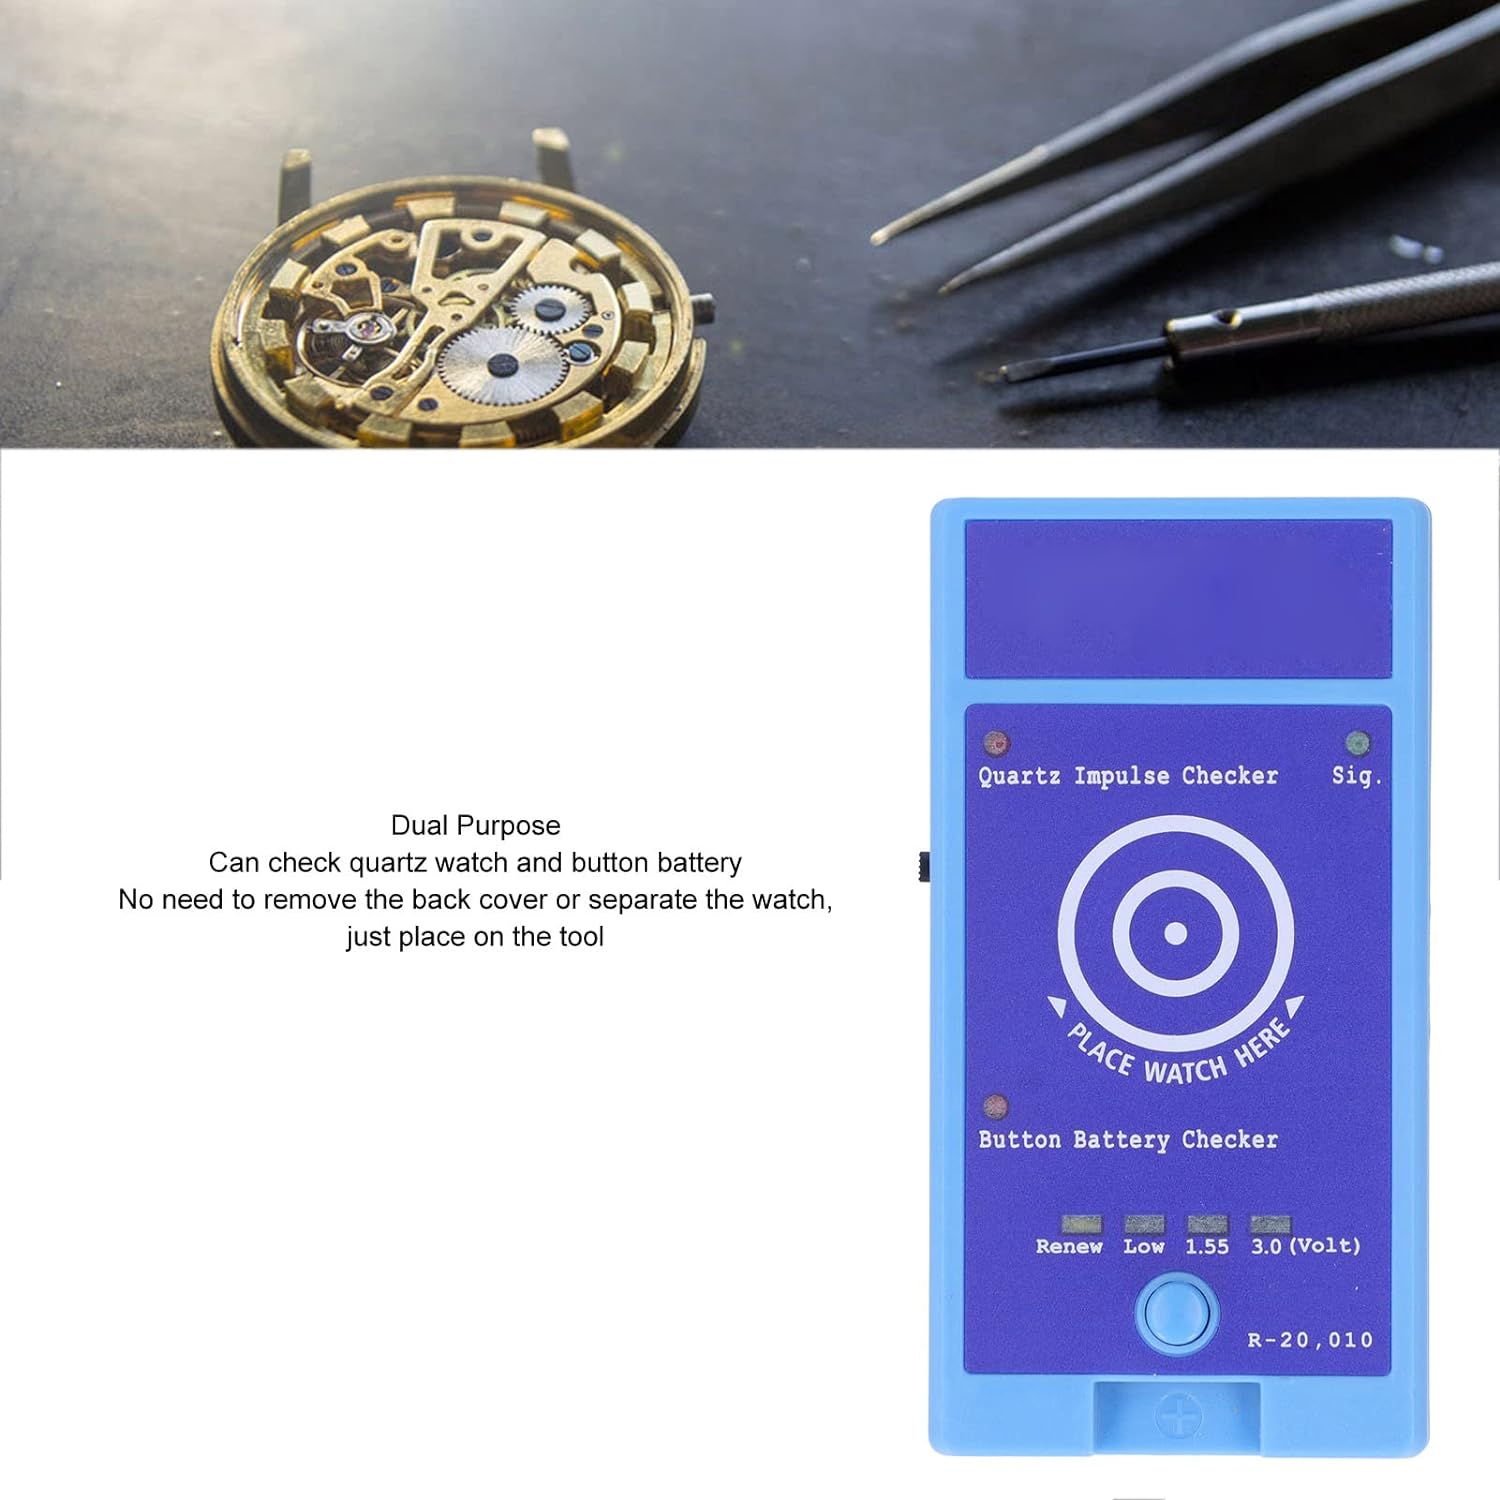 Dual Purpose
Can check quartz watch and button battery
No need to remove the back cover or separate the watch,
just place on the tool
Quartz Impulse Checker
Sig.
PLACE WATCH HERE
Button Battery Checker
Renew Low 1.55 3.0 (Volt)
R-20,010